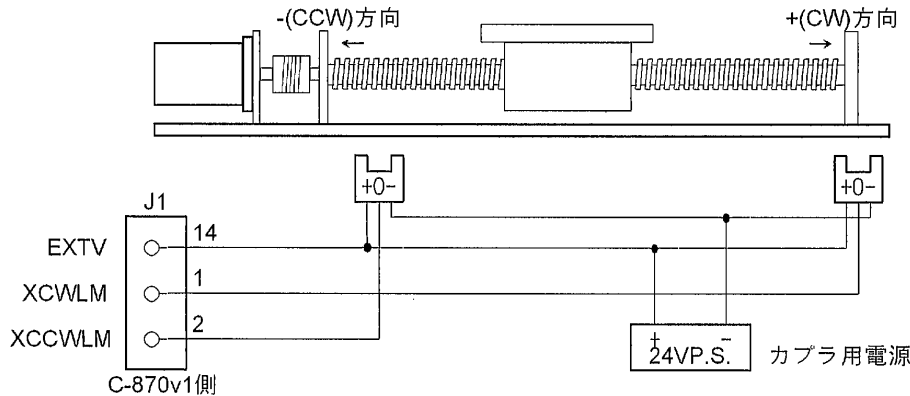 -(CCW)方向
+(CW)方向
+0-
+0-
J1
EXTV
14
XCWLM
1
XCCWLM
2
+ -
24VP.S.
カプラ用電源
C-870v1側